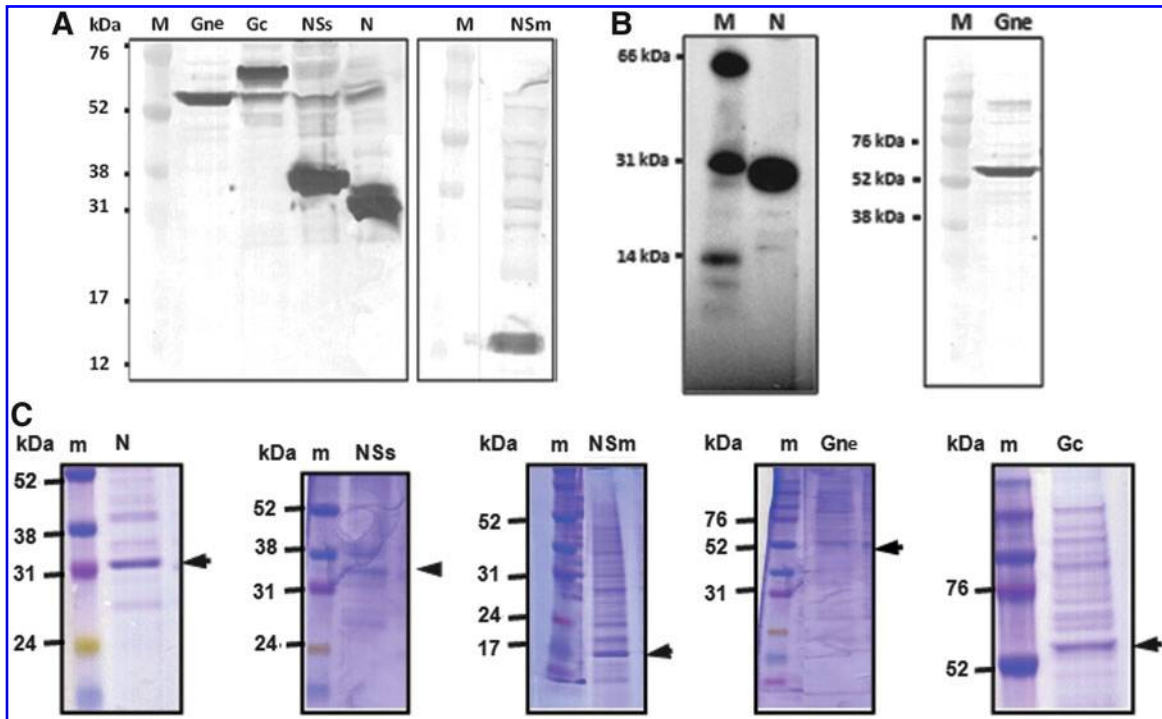 A
kDa M Gne Gc NSs N
76
52
38
31
17
12
M NSm
B
M N
66 kDa
31 kDa
14 kDa
M Gne
76 kDa
52 kDa
38 kDa
C
kDa m N
52
38
31
24
kDa m NSs
52
38
31
24
kDa m NSm
52
31
24
17
kDa m Gne
76
52
31
kDa m Gc
76
52